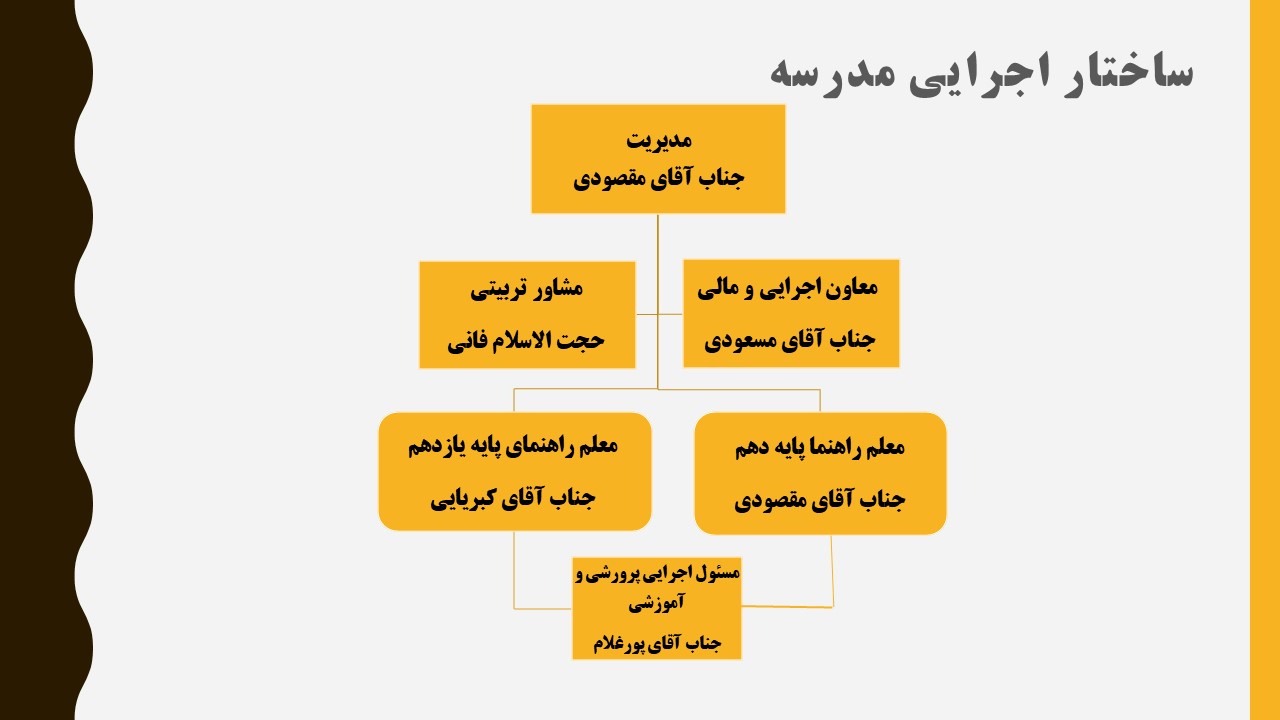 ساختار اجرایی مدرسه
مدیریت
جناب آقای مقصودی
معاون اجرایی و مالی
جناب آقای مسعودی
مشاور تربیتی
حجت الاسلام فانی
معلم راهنما پایه دهم
جناب آقای مقصودی
معلم راهنمای پایه یازدهم
جناب آقای کبریایی
مسئول اجرایی پرورشی و
آموزشی
جناب آقای پورغلام